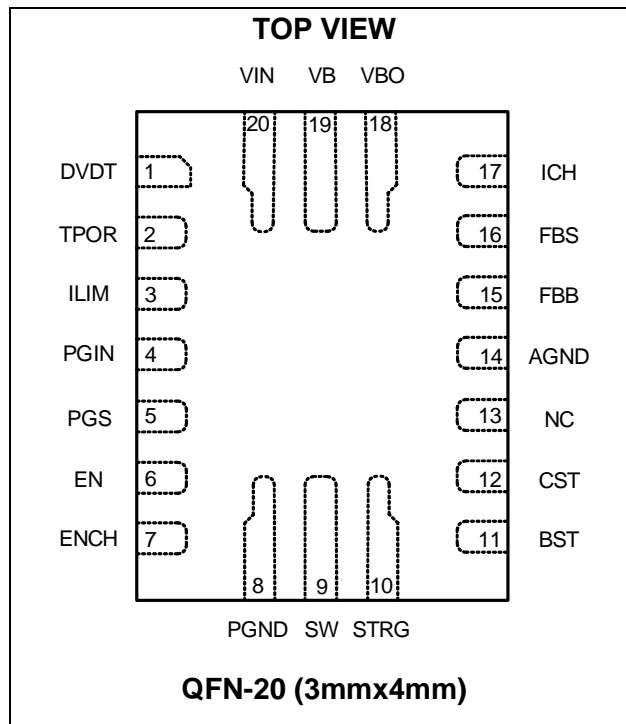 TOP VIEW
VIN VB VBO
20 19 18
DVDT 1 17 ICH
TPOR 2 16 FBS
ILIM 3 15 FBB
PGIN 4 14 AGND
PGS 5 13 NC
EN 6 12 CST
ENCH 7 11 BST
8 9 10
PGND SW STRG
QFN-20 (3mmx4mm)